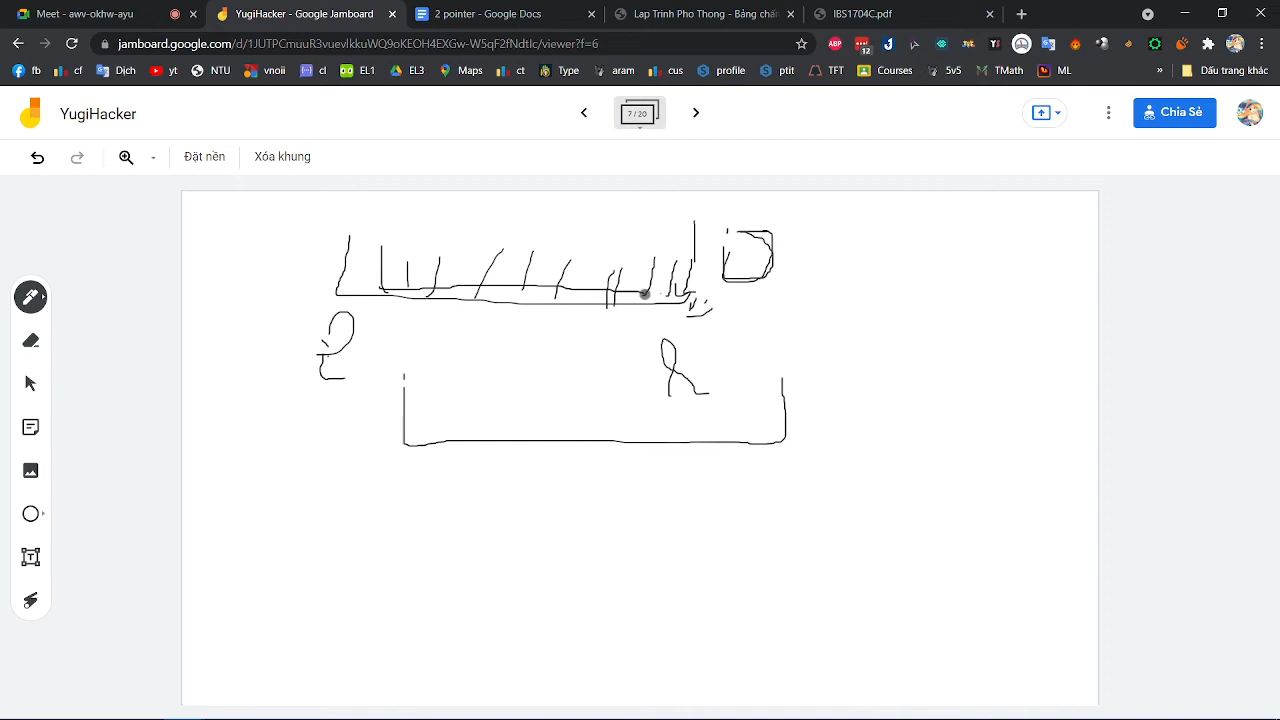 Meet - awv-okhw-ayu
YugiHacker - Google Jamboard
2 pointer - Google Docs
Lap Trinh Pho Thong - Bảng chấn
IBS1704C.pdf
jamboard.google.com/d/1JUTPCmuuR3vuevlkkuWQ9oKEOH4EXGw-W5qF2fNdtlc/viewer?f=6
fb
cf
Dịch
yt
NTU
vnoii
cl
EL1
EL3
Maps
ct
Type
aram
cus
profile
ptit
TFT
Courses
5v5
TMath
ML
»
Dấu trang khác
YugiHacker
7 / 20
Chia Sẻ
Đặt nền
Xóa khung